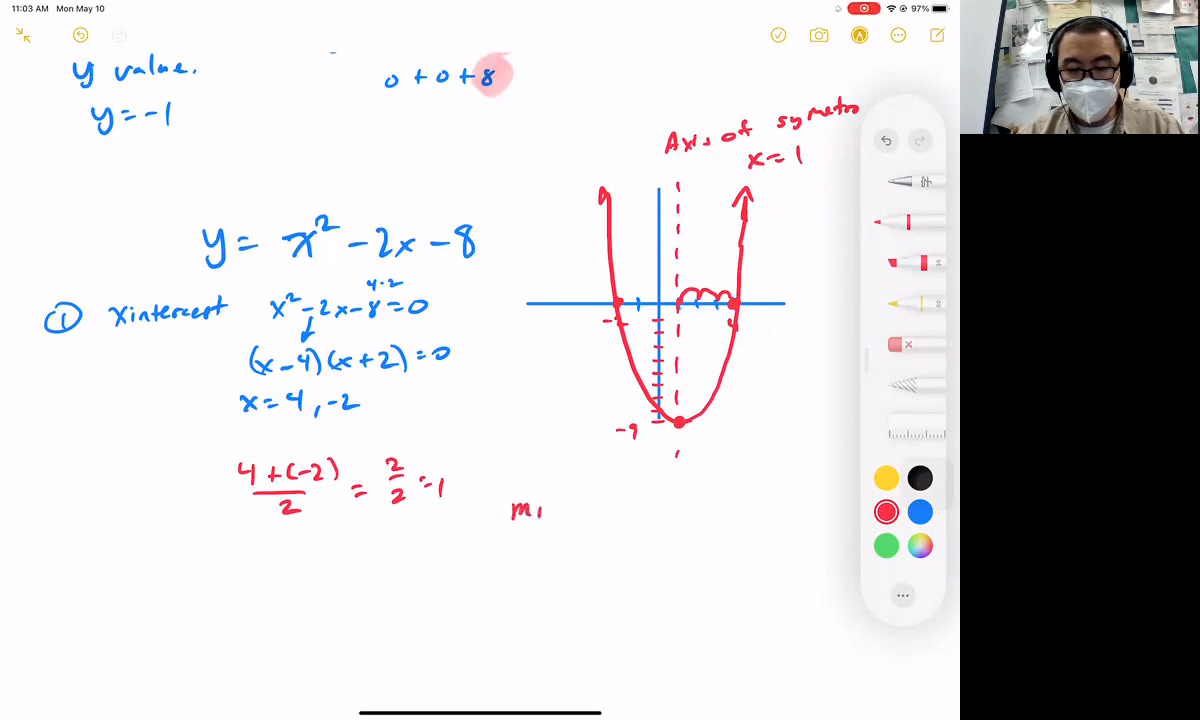 11:03 AM Mon May 10
97%
y value.
y = -1
0 + 0 + 8
Axis of symetro
x = 1
y = x² - 2x - 8
① x intercept x² - 2x - 8 = 0
4·2
(x - 4)(x + 2) = 0
x = 4, -2
-2
4
-9
4 + (-2) / 2 = 2/2 = 1